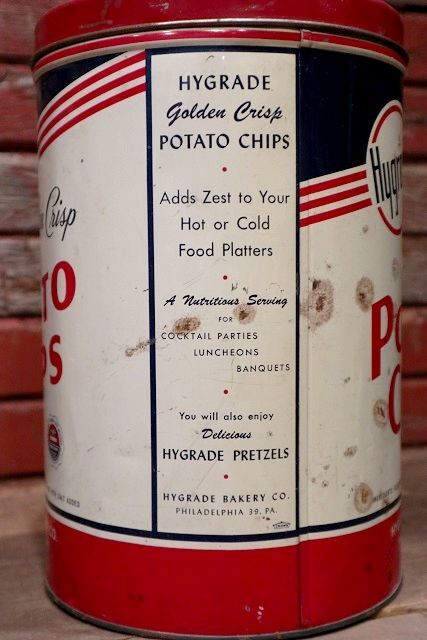 HYGRADE
Golden Crisp
POTATO CHIPS
Adds Zest to Your
Hot or Cold
Food Platters
A Nutritious Serving
FOR
COCKTAIL PARTIES
LUNCHEONS
BANQUETS
You will also enjoy
Delicious
HYGRADE PRETZELS
HYGRADE BAKERY CO.
PHILADELPHIA 39, PA.
Crisp
TO
PS
SALT ADDED
Hygr
Po
C